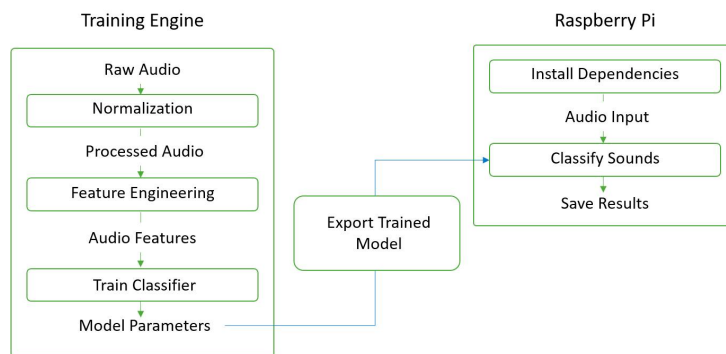 Training Engine
Raw Audio
Normalization
Processed Audio
Feature Engineering
Audio Features
Train Classifier
Model Parameters
Export Trained
Model
Raspberry Pi
Install Dependencies
Audio Input
Classify Sounds
Save Results